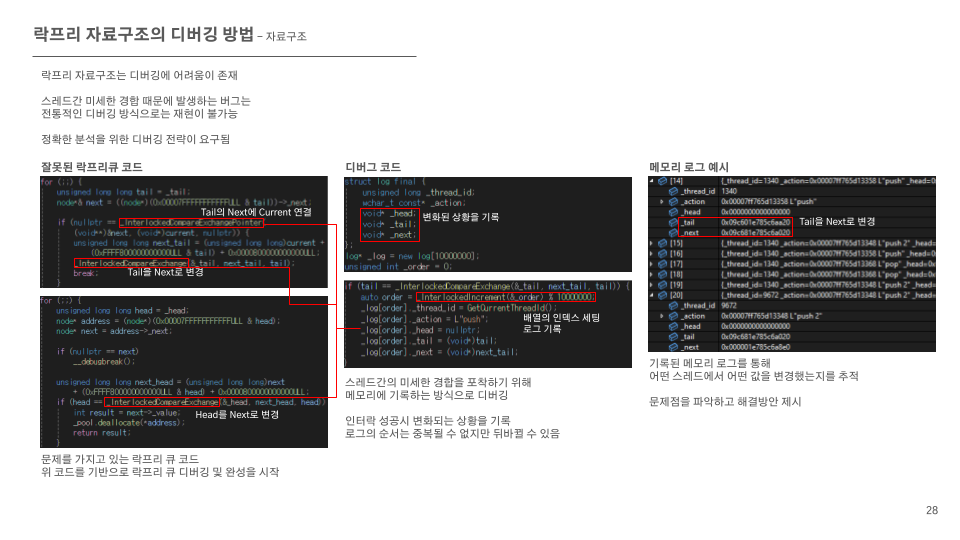 락프리 자료구조의 디버깅 방법 – 자료구조
락프리 자료구조는 디버깅에 어려움이 존재
스레드간 미세한 경합 때문에 발생하는 버그는
전통적인 디버깅 방식으로는 재현이 불가능
정확한 분석을 위한 디버깅 전략이 요구됨
잘못된 락프리큐 코드
for (;;) {
unsigned long long tail = _tail;
node*& next = ((node*)(0x00007FFFFFFFFFFFULL & tail))->_next;
Tail의 Next에 Current 연결
if (nullptr == _InterlockedCompareExchangePointer(
(void**)&next, (void*)current, nullptr)) {
unsigned long long next_tail = (unsigned long long)current +
(0xFFFF800000000000ULL & tail) + 0x0000800000000000ULL;
_InterlockedCompareExchange(&_tail, next_tail, tail);
Tail을 Next로 변경
break;
}
for (;;) {
unsigned long long head = _head;
node* address = (node*)(0x00007FFFFFFFFFFFULL & head);
node* next = address->_next;
if (nullptr == next)
__debugbreak();
unsigned long long next_head = (unsigned long long)next
+ (0xFFFF800000000000ULL & head) + 0x0000800000000000ULL;
if (head == _InterlockedCompareExchange(&_head, next_head, head))
int result = next->_value;
Head를 Next로 변경
_pool.deallocate(*address);
return result;
}
문제를 가지고 있는 락프리 큐 코드
위 코드를 기반으로 락프리 큐 디버깅 및 완성을 시작
디버그 코드
struct log final {
unsigned long _thread_id;
wchar_t const* _action;
void* _head;
변화된 상황을 기록
void* _tail;
void* _next;
};
log* _log = new log[10000000];
unsigned int _order = 0;
if (tail == _InterlockedCompareExchange(&_tail, next_tail, tail)) {
auto order = _InterlockedIncrement(&_order) % 10000000;
_log[order]._thread_id = GetCurrentThreadId();
_log[order]._action = L"push";
배열의 인덱스 세팅
로그 기록
_log[order]._head = nullptr;
_log[order]._tail = (void*)tail;
_log[order]._next = (void*)next_tail;
}
스레드간의 미세한 경합을 포착하기 위해
메모리에 기록하는 방식으로 디버깅
인터락 성공시 변화되는 상황을 기록
로그의 순서는 중복될 수 없지만 뒤바뀔 수 있음
메모리 로그 예시
[14] {_thread_id=1340 _action=0x00007ff765d13358 L"push" _head=0x
_thread_id 1340
_action 0x00007ff765d13358 L"push"
_head 0x0000000000000000
_tail 0x09c601e785c6aa20
Tail을 Next로 변경
_next 0x09c681e785c6a020
[15] {_thread_id=1340 _action=0x00007ff765d13348 L"push 2" _head=
[16] {_thread_id=1340 _action=0x00007ff765d13358 L"push" _head=0x
[17] {_thread_id=1340 _action=0x00007ff765d13368 L"pop" _head=0x
[18] {_thread_id=1340 _action=0x00007ff765d13358 L"push" _head=0x
[19] {_thread_id=1340 _action=0x00007ff765d13348 L"push 2" _head=
[20] {_thread_id=9672 _action=0x00007ff765d13348 L"push 2" _head=
_thread_id 9672
_action 0x00007ff765d13348 L"push 2"
_head 0x0000000000000000
_tail 0x09c681e785c6a020
_next 0x000001e785c6a8e0
기록된 메모리 로그를 통해
어떤 스레드에서 어떤 값을 변경했는지를 추적
문제점을 파악하고 해결방안 제시
28